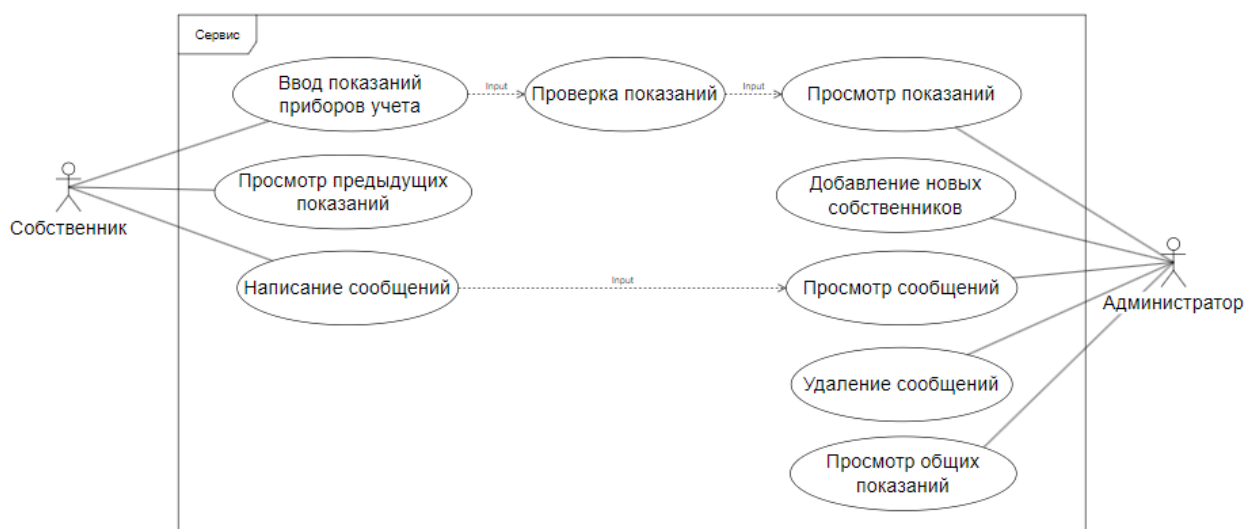 Сервис
Ввод показаний
приборов учета
Input
Проверка показаний
Input
Просмотр показаний
Просмотр предыдущих
показаний
Добавление новых
собственников
Собственник
Написание сообщений
Input
Просмотр сообщений
Администратор
Удаление сообщений
Просмотр общих
показаний